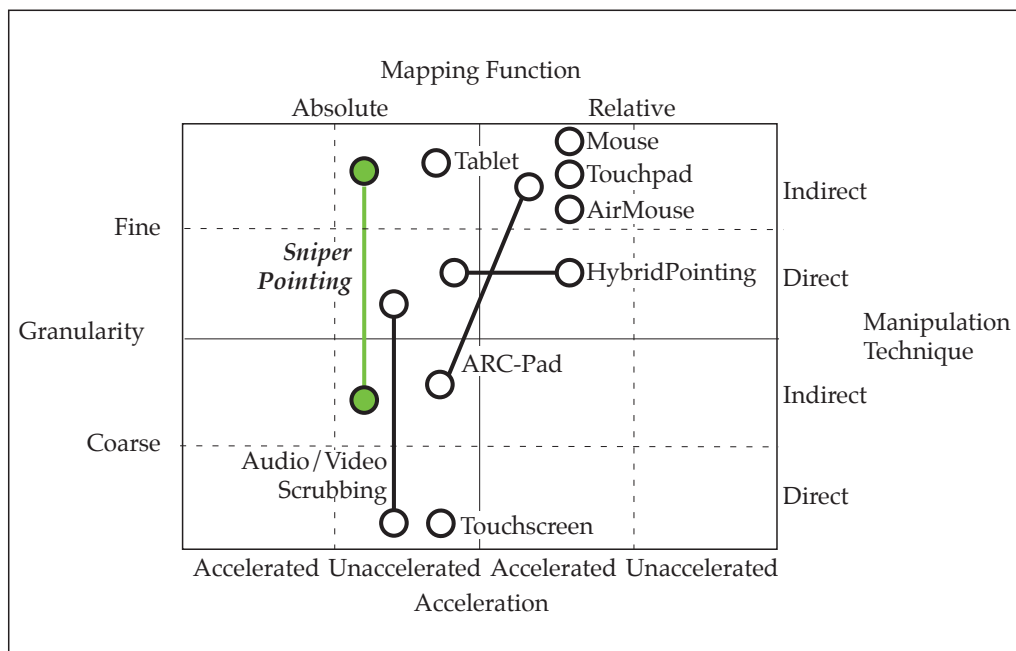 Mapping Function
Absolute
Relative
Mouse
Tablet
Touchpad
Indirect
AirMouse
Fine
Sniper
Pointing
HybridPointing
Direct
Granularity
Manipulation
Technique
ARC-Pad
Indirect
Coarse
Audio/Video
Scrubbing
Direct
Touchscreen
Accelerated Unaccelerated Accelerated Unaccelerated
Acceleration